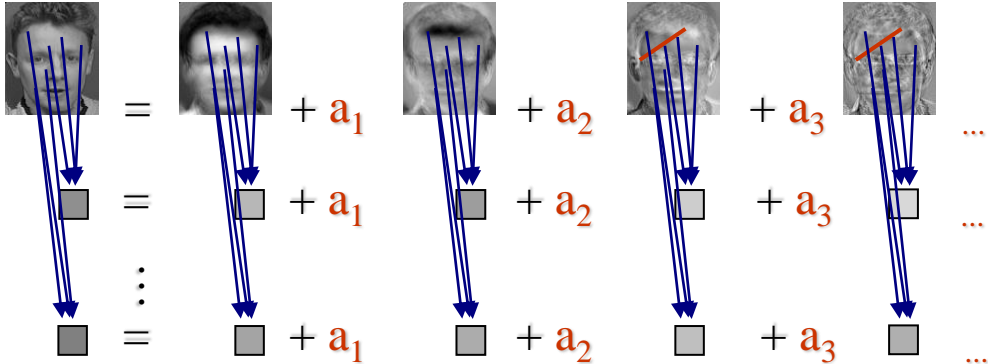 = + a₁ + a₂ + a₃ ...
= + a₁ + a₂ + a₃ ...
⋮
= + a₁ + a₂ + a₃ ...